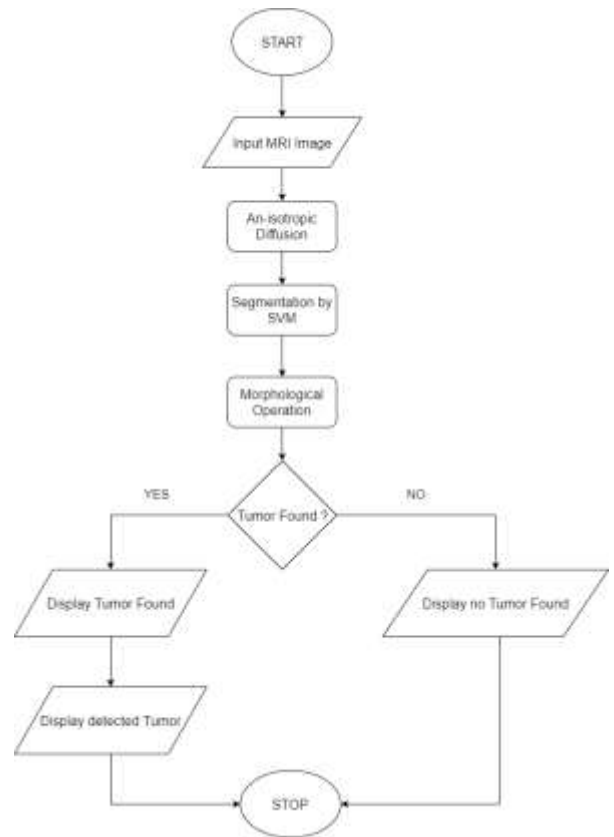 START
Input MRI Image
An-isotropic
Diffusion
Segmentation by
SVM
Morphological
Operation
YES
NO
Tumor Found ?
Display Tumor Found
Display no Tumor Found
Display detected Tumor
STOP